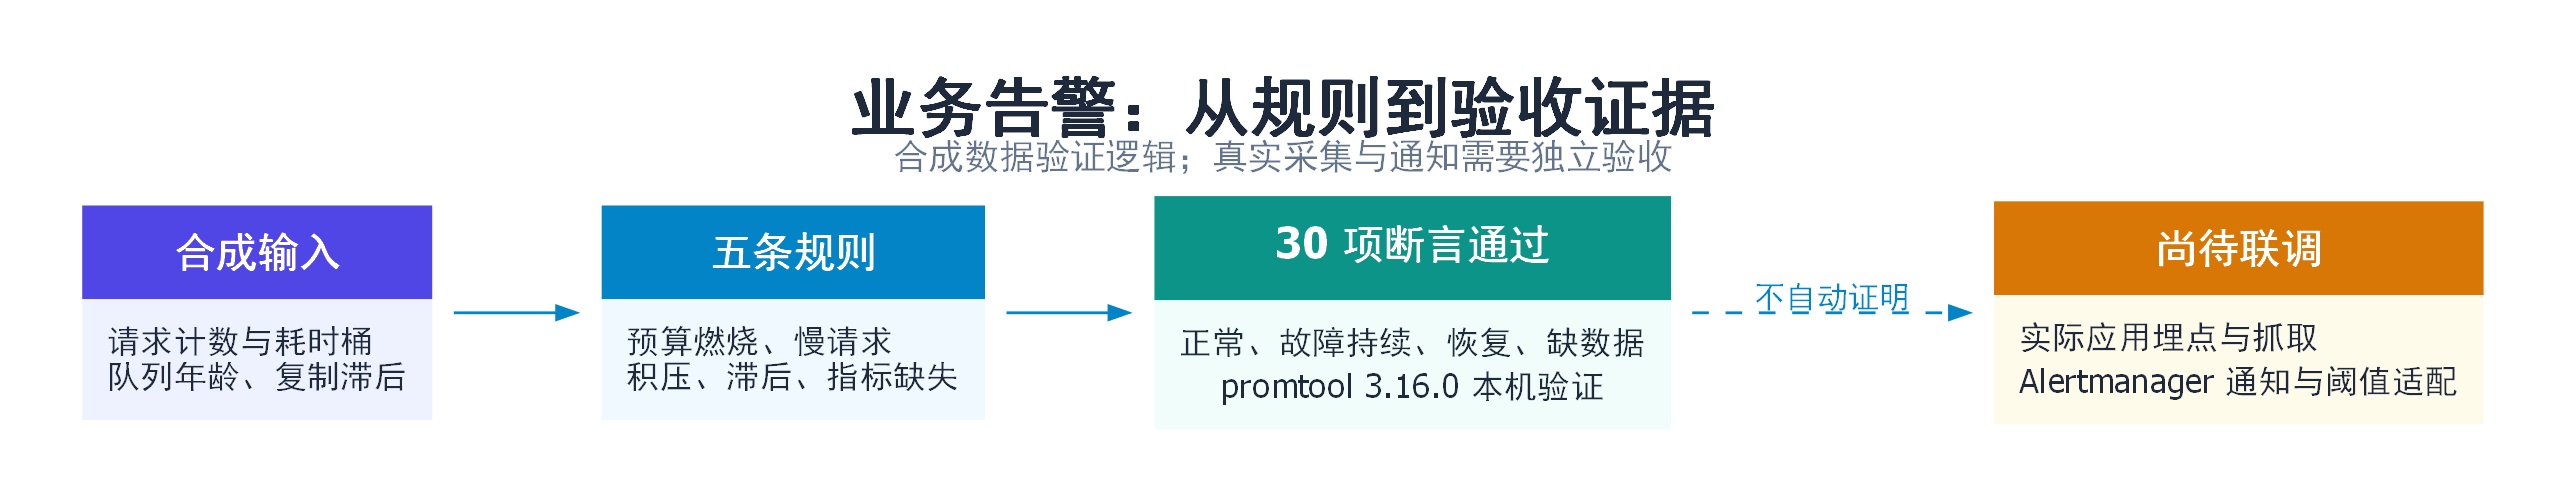 业务告警：从规则到验收证据
合成数据验证逻辑；真实采集与通知需要独立验收
合成输入
请求计数与耗时桶
队列年龄、复制滞后
五条规则
预算燃烧、慢请求
积压、滞后、指标缺失
30 项断言通过
正常、故障持续、恢复、缺数据
promtool 3.16.0 本机验证
不自动证明
尚待联调
实际应用埋点与抓取
Alertmanager 通知与阈值适配